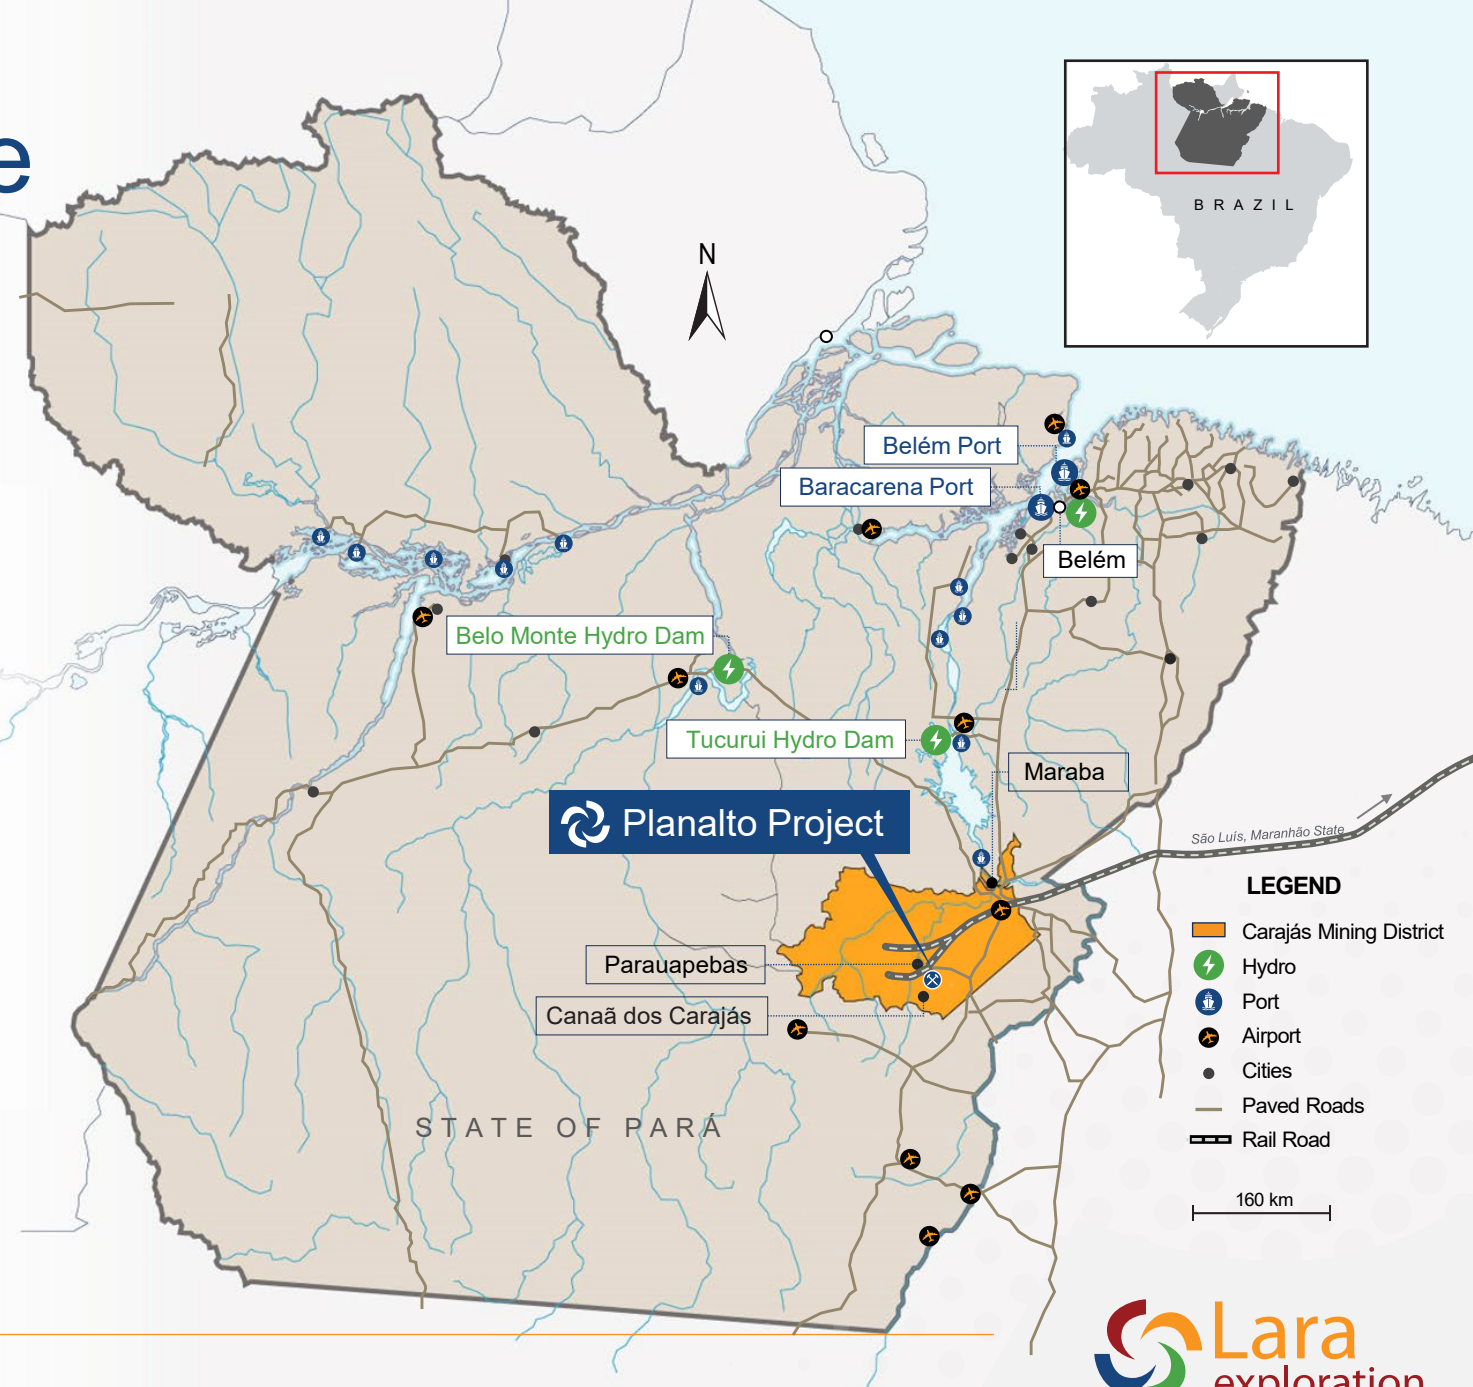 e
BRAZIL
N
Belém Port
Baracarena Port
Belém
Belo Monte Hydro Dam
Tucurui Hydro Dam
Maraba
Planalto Project
São Luís, Maranhão State
Parauapebas
Canaã dos Carajás
STATE OF PARÁ
LEGEND
Carajás Mining District
Hydro
Port
Airport
Cities
Paved Roads
Rail Road
160 km
Lara
exploration